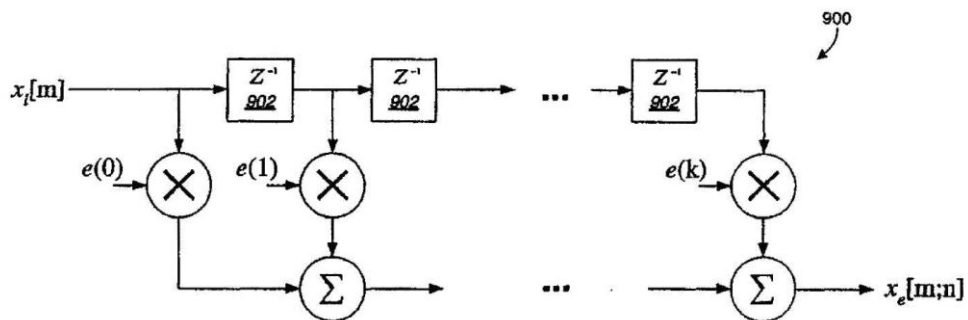 900
x_i[m]
Z⁻¹
902
Z⁻¹
902
...
Z⁻¹
902
e(0)
e(1)
e(k)
Σ
...
Σ
x_e[m;n]